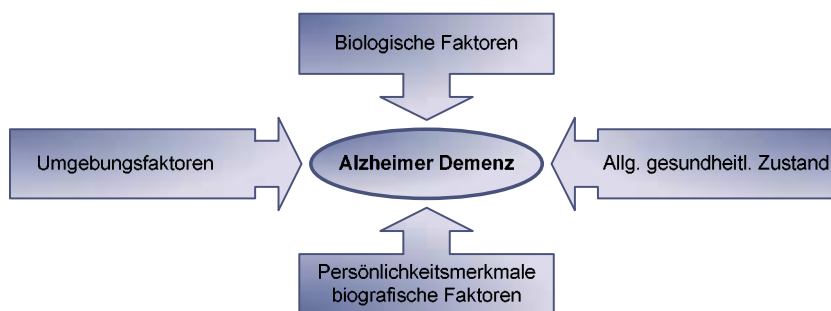 Biologische Faktoren
Umgebungsfaktoren
Alzheimer Demenz
Allg. gesundheitl. Zustand
Persönlichkeitsmerkmale
biografische Faktoren